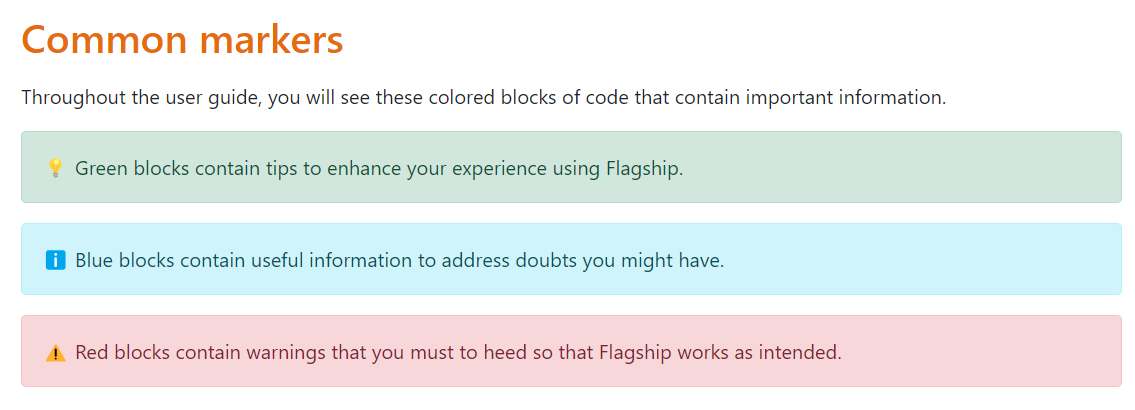 Common markers
Throughout the user guide, you will see these colored blocks of code that contain important information.
💡 Green blocks contain tips to enhance your experience using Flagship.
ℹ️ Blue blocks contain useful information to address doubts you might have.
⚠️ Red blocks contain warnings that you must to heed so that Flagship works as intended.